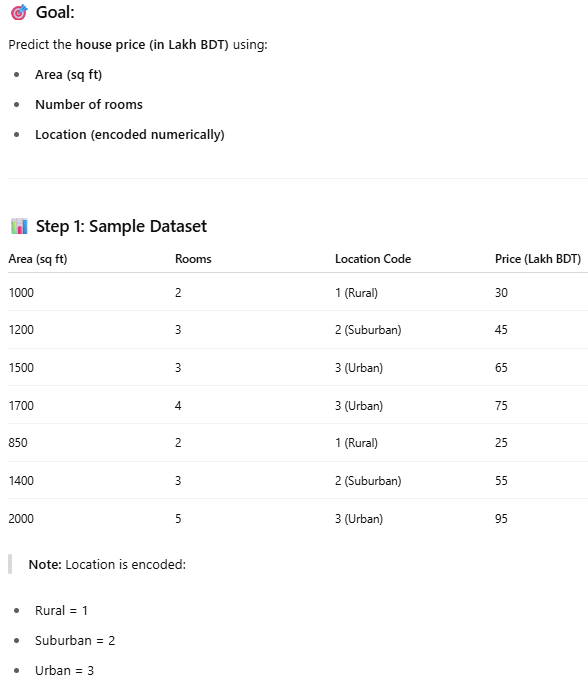 🎯 Goal:
Predict the house price (in Lakh BDT) using:
• Area (sq ft)
• Number of rooms
• Location (encoded numerically)
📊 Step 1: Sample Dataset
Area (sq ft) Rooms Location Code Price (Lakh BDT)
1000 2 1 (Rural) 30
1200 3 2 (Suburban) 45
1500 3 3 (Urban) 65
1700 4 3 (Urban) 75
850 2 1 (Rural) 25
1400 3 2 (Suburban) 55
2000 5 3 (Urban) 95
Note: Location is encoded:
• Rural = 1
• Suburban = 2
• Urban = 3